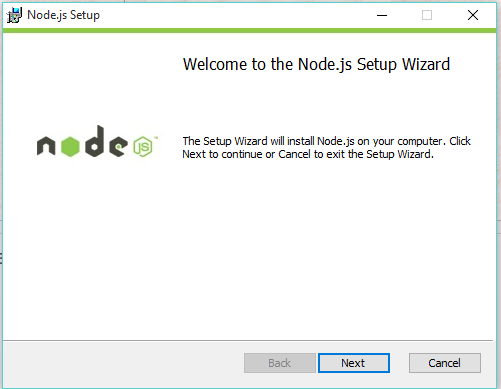 Node.js Setup
Welcome to the Node.js Setup Wizard
node JS™
The Setup Wizard will install Node.js on your computer. Click
Next to continue or Cancel to exit the Setup Wizard.
Back
Next
Cancel